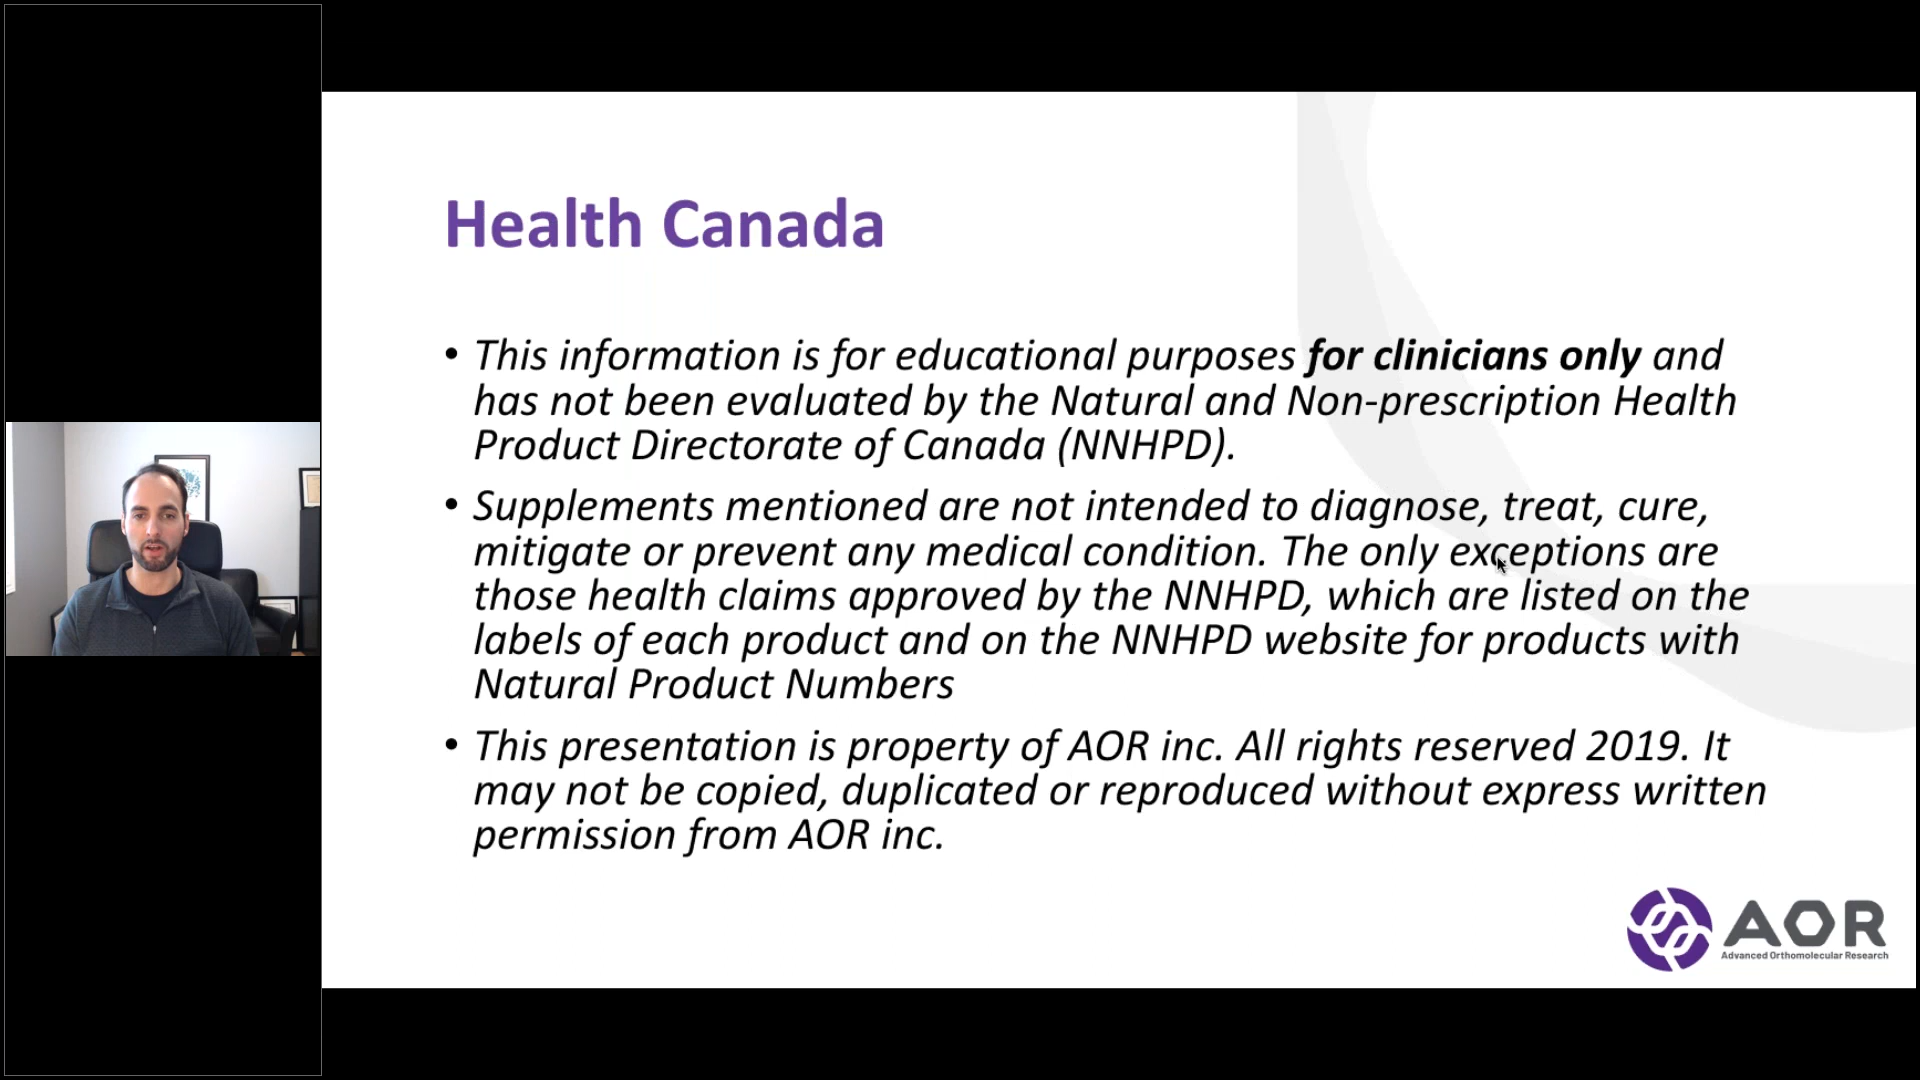 Health Canada
• This information is for educational purposes for clinicians only and
has not been evaluated by the Natural and Non-prescription Health
Product Directorate of Canada (NNHPD).
• Supplements mentioned are not intended to diagnose, treat, cure,
mitigate or prevent any medical condition. The only exceptions are
those health claims approved by the NNHPD, which are listed on the
labels of each product and on the NNHPD website for products with
Natural Product Numbers
• This presentation is property of AOR inc. All rights reserved 2019. It
may not be copied, duplicated or reproduced without express written
permission from AOR inc.
AOR
Advanced Orthomolecular Research